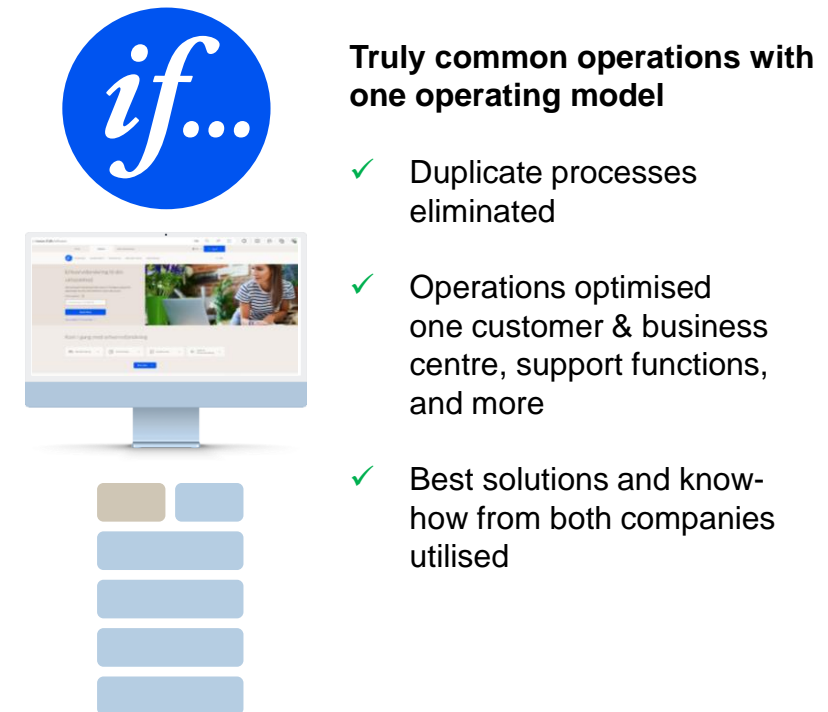 if...
Truly common operations with
one operating model
✓ Duplicate processes
eliminated
✓ Operations optimised
one customer & business
centre, support functions,
and more
✓ Best solutions and know-
how from both companies
utilised